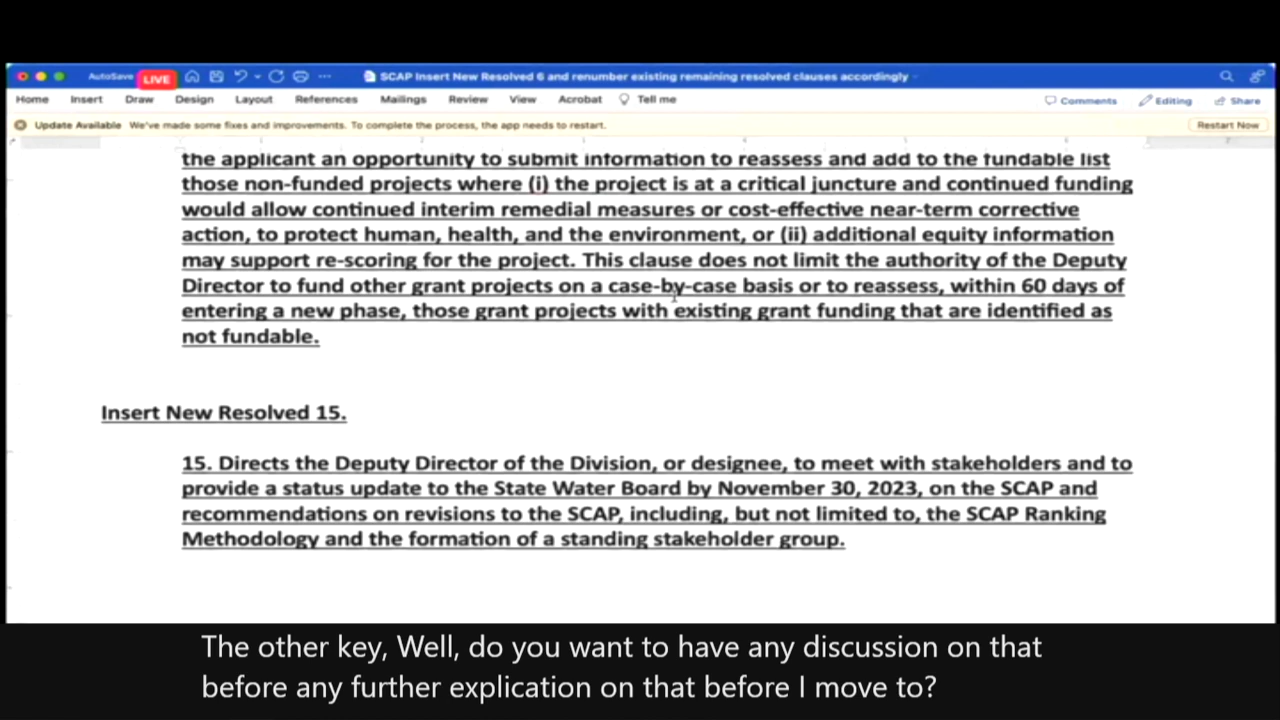 AutoSave LIVE SCAP Insert New Resolved 6 and renumber existing remaining resolved clauses accordingly
Home Insert Draw Design Layout References Mailings Review View Acrobat Tell me Comments Editing Share
Update Available We've made some fixes and improvements. To complete the process, the app needs to restart. Restart Now
the applicant an opportunity to submit information to reassess and add to the fundable list
those non-funded projects where (i) the project is at a critical juncture and continued funding
would allow continued interim remedial measures or cost-effective near-term corrective
action, to protect human, health, and the environment, or (ii) additional equity information
may support re-scoring for the project. This clause does not limit the authority of the Deputy
Director to fund other grant projects on a case-by-case basis or to reassess, within 60 days of
entering a new phase, those grant projects with existing grant funding that are identified as
not fundable.
Insert New Resolved 15.
15. Directs the Deputy Director of the Division, or designee, to meet with stakeholders and to
provide a status update to the State Water Board by November 30, 2023, on the SCAP and
recommendations on revisions to the SCAP, including, but not limited to, the SCAP Ranking
Methodology and the formation of a standing stakeholder group.
The other key, Well, do you want to have any discussion on that
before any further explication on that before I move to?